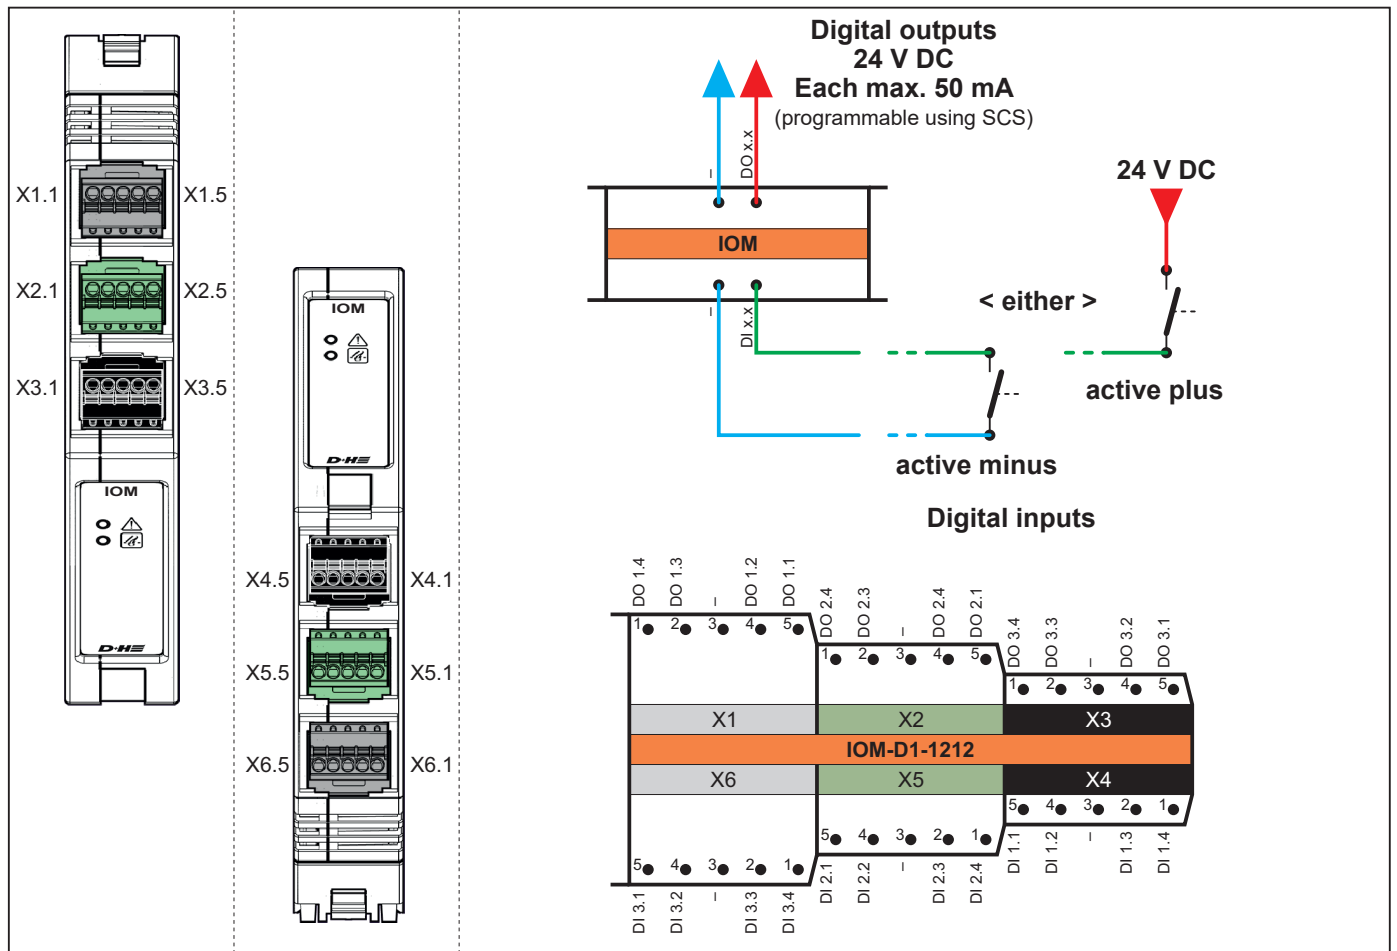 X1.1
X1.5
X2.1
X2.5
X3.1
X3.5
IOM
D+H
IOM
D+H
X4.5
X4.1
X5.5
X5.1
X6.5
X6.1
Digital outputs
24 V DC
Each max. 50 mA
(programmable using SCS)
–
DO x.x
IOM
–
DI x.x
24 V DC
< either >
active plus
active minus
Digital inputs
DO 1.4
DO 1.3
–
DO 1.2
DO 1.1
DO 2.4
DO 2.3
–
DO 2.4
DO 2.1
DO 3.4
DO 3.3
–
DO 3.2
DO 3.1
1 2 3 4 5
1 2 3 4 5
1 2 3 4 5
X1 X2 X3
IOM-D1-1212
X6 X5 X4
5 4 3 2 1
5 4 3 2 1
5 4 3 2 1
DI 3.1
DI 3.2
–
DI 3.3
DI 3.4
DI 2.1
DI 2.2
–
DI 2.3
DI 2.4
DI 1.1
DI 1.2
–
DI 1.3
DI 1.4